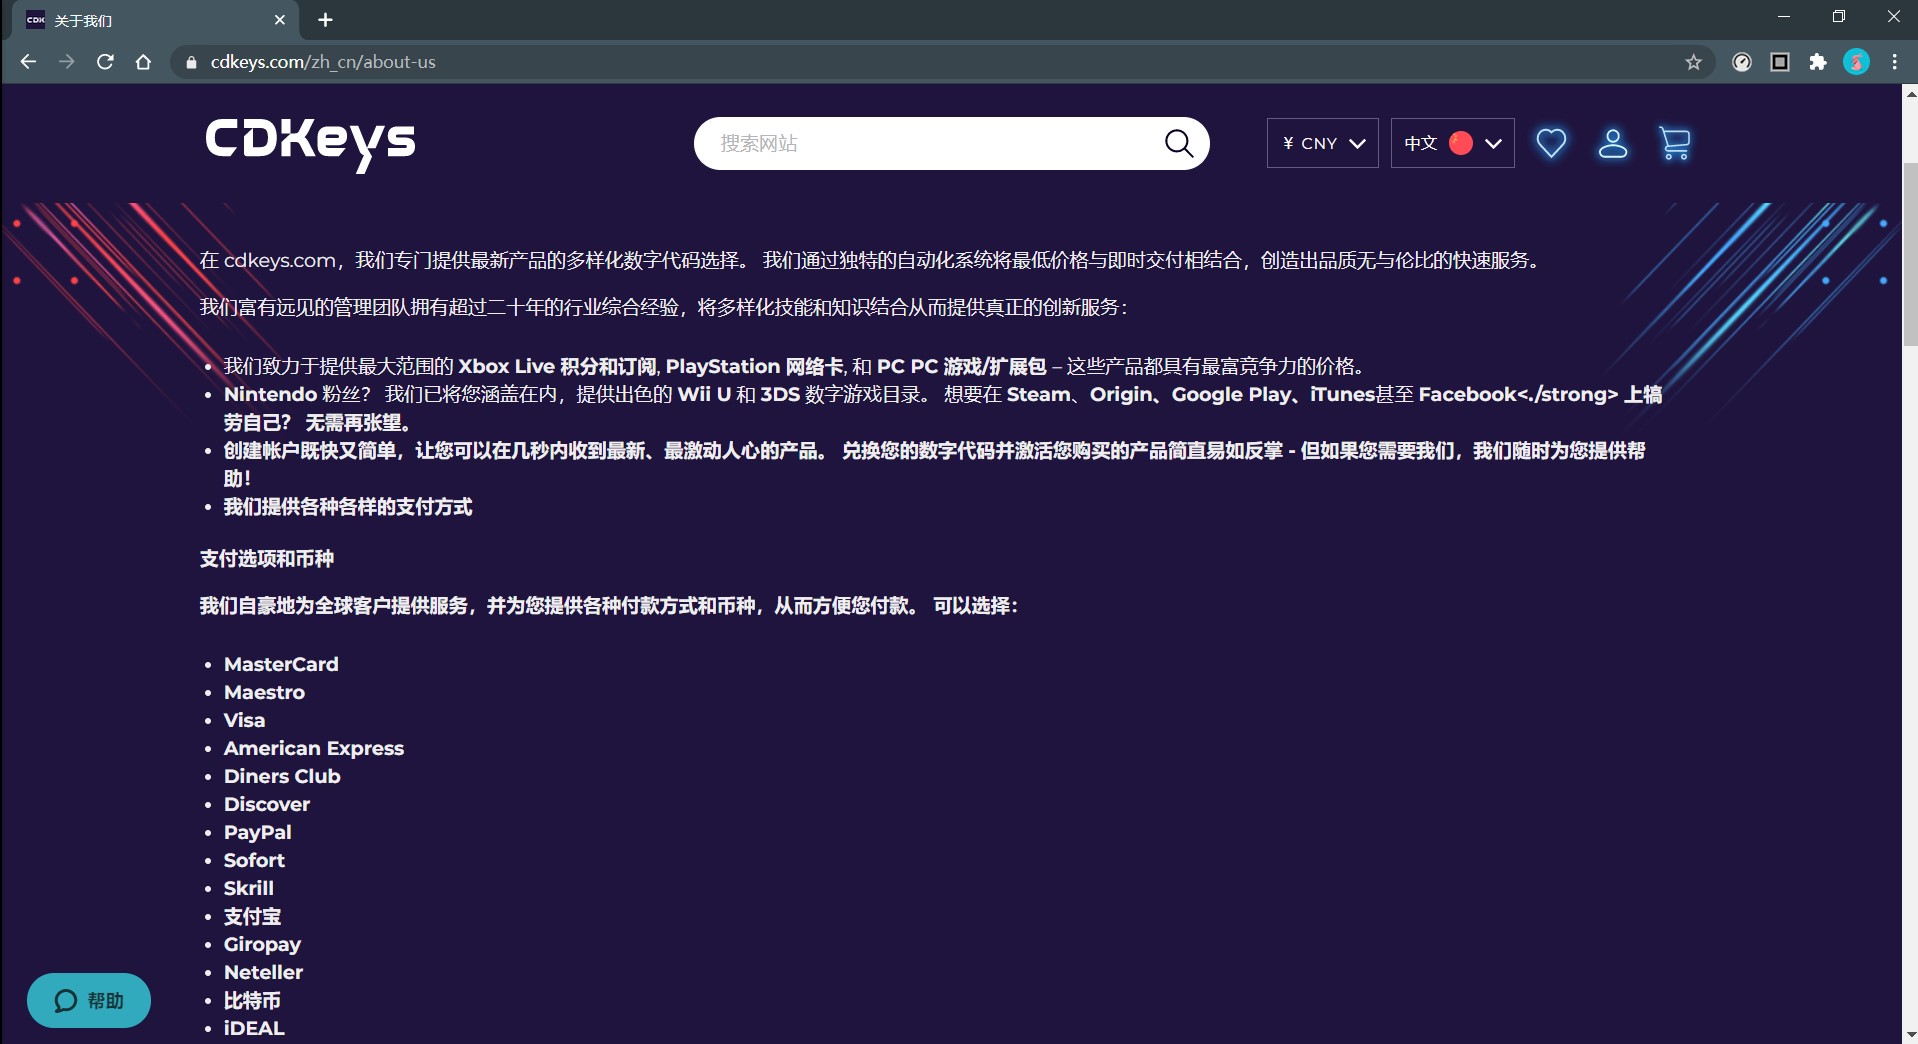 CDK 关于我们
cdkeys.com/zh_cn/about-us
CDKeys
搜索网站
¥ CNY
中文
在 cdkeys.com，我们专门提供最新产品的多样化数字代码选择。 我们通过独特的自动化系统将最低价格与即时交付相结合，创造出品质无与伦比的快速服务。
我们富有远见的管理团队拥有超过二十年的行业综合经验，将多样化技能和知识结合从而提供真正的创新服务：
• 我们致力于提供最大范围的 Xbox Live 积分和订阅, PlayStation 网络卡, 和 PC PC 游戏/扩展包 – 这些产品都具有最富竞争力的价格。
• Nintendo 粉丝？ 我们已将您涵盖在内，提供出色的 Wii U 和 3DS 数字游戏目录。 想要在 Steam、Origin、Google Play、iTunes甚至 Facebook<./strong> 上犒
劳自己？ 无需再张望。
• 创建帐户既快又简单，让您可以在几秒内收到最新、最激动人心的产品。 兑换您的数字代码并激活您购买的产品简直易如反掌 - 但如果您需要我们，我们随时为您提供帮
助！
• 我们提供各种各样的支付方式
支付选项和币种
我们自豪地为全球客户提供服务，并为您提供各种付款方式和币种，从而方便您付款。 可以选择：
• MasterCard
• Maestro
• Visa
• American Express
• Diners Club
• Discover
• PayPal
• Sofort
• Skrill
• 支付宝
• Giropay
• Neteller
• 比特币
• iDEAL
帮助